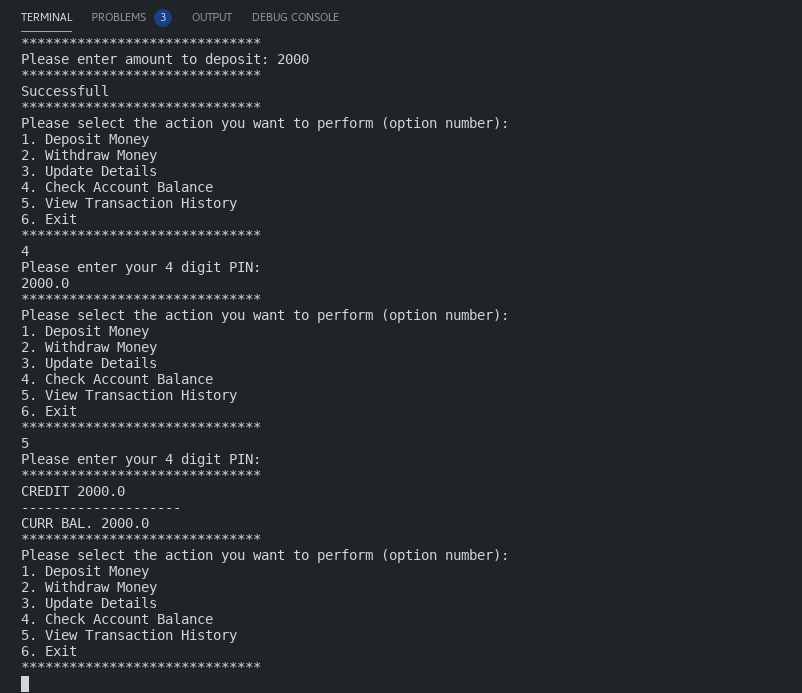 TERMINAL PROBLEMS 3 OUTPUT DEBUG CONSOLE
******************************
Please enter amount to deposit: 2000
******************************
Successfull
******************************
Please select the action you want to perform (option number):
1. Deposit Money
2. Withdraw Money
3. Update Details
4. Check Account Balance
5. View Transaction History
6. Exit
******************************
4
Please enter your 4 digit PIN:
2000.0
******************************
Please select the action you want to perform (option number):
1. Deposit Money
2. Withdraw Money
3. Update Details
4. Check Account Balance
5. View Transaction History
6. Exit
******************************
5
Please enter your 4 digit PIN:
******************************
CREDIT 2000.0
--------------------
CURR BAL. 2000.0
******************************
Please select the action you want to perform (option number):
1. Deposit Money
2. Withdraw Money
3. Update Details
4. Check Account Balance
5. View Transaction History
6. Exit
******************************